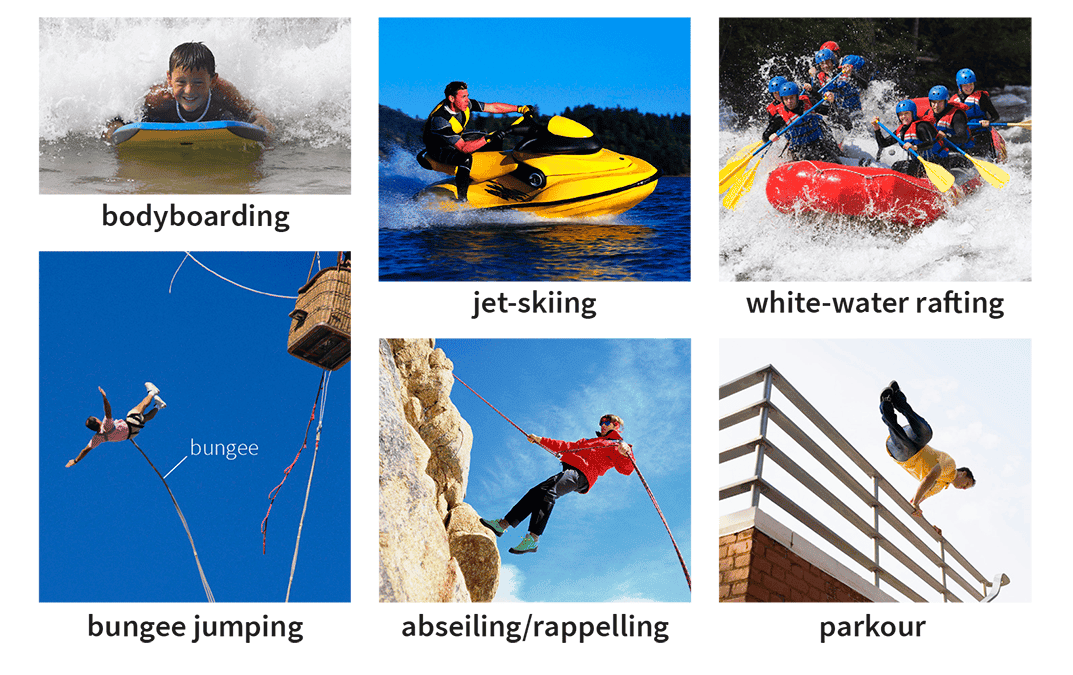 bodyboarding
jet-skiing
white-water rafting
bungee
bungee jumping
abseiling/rappelling
parkour